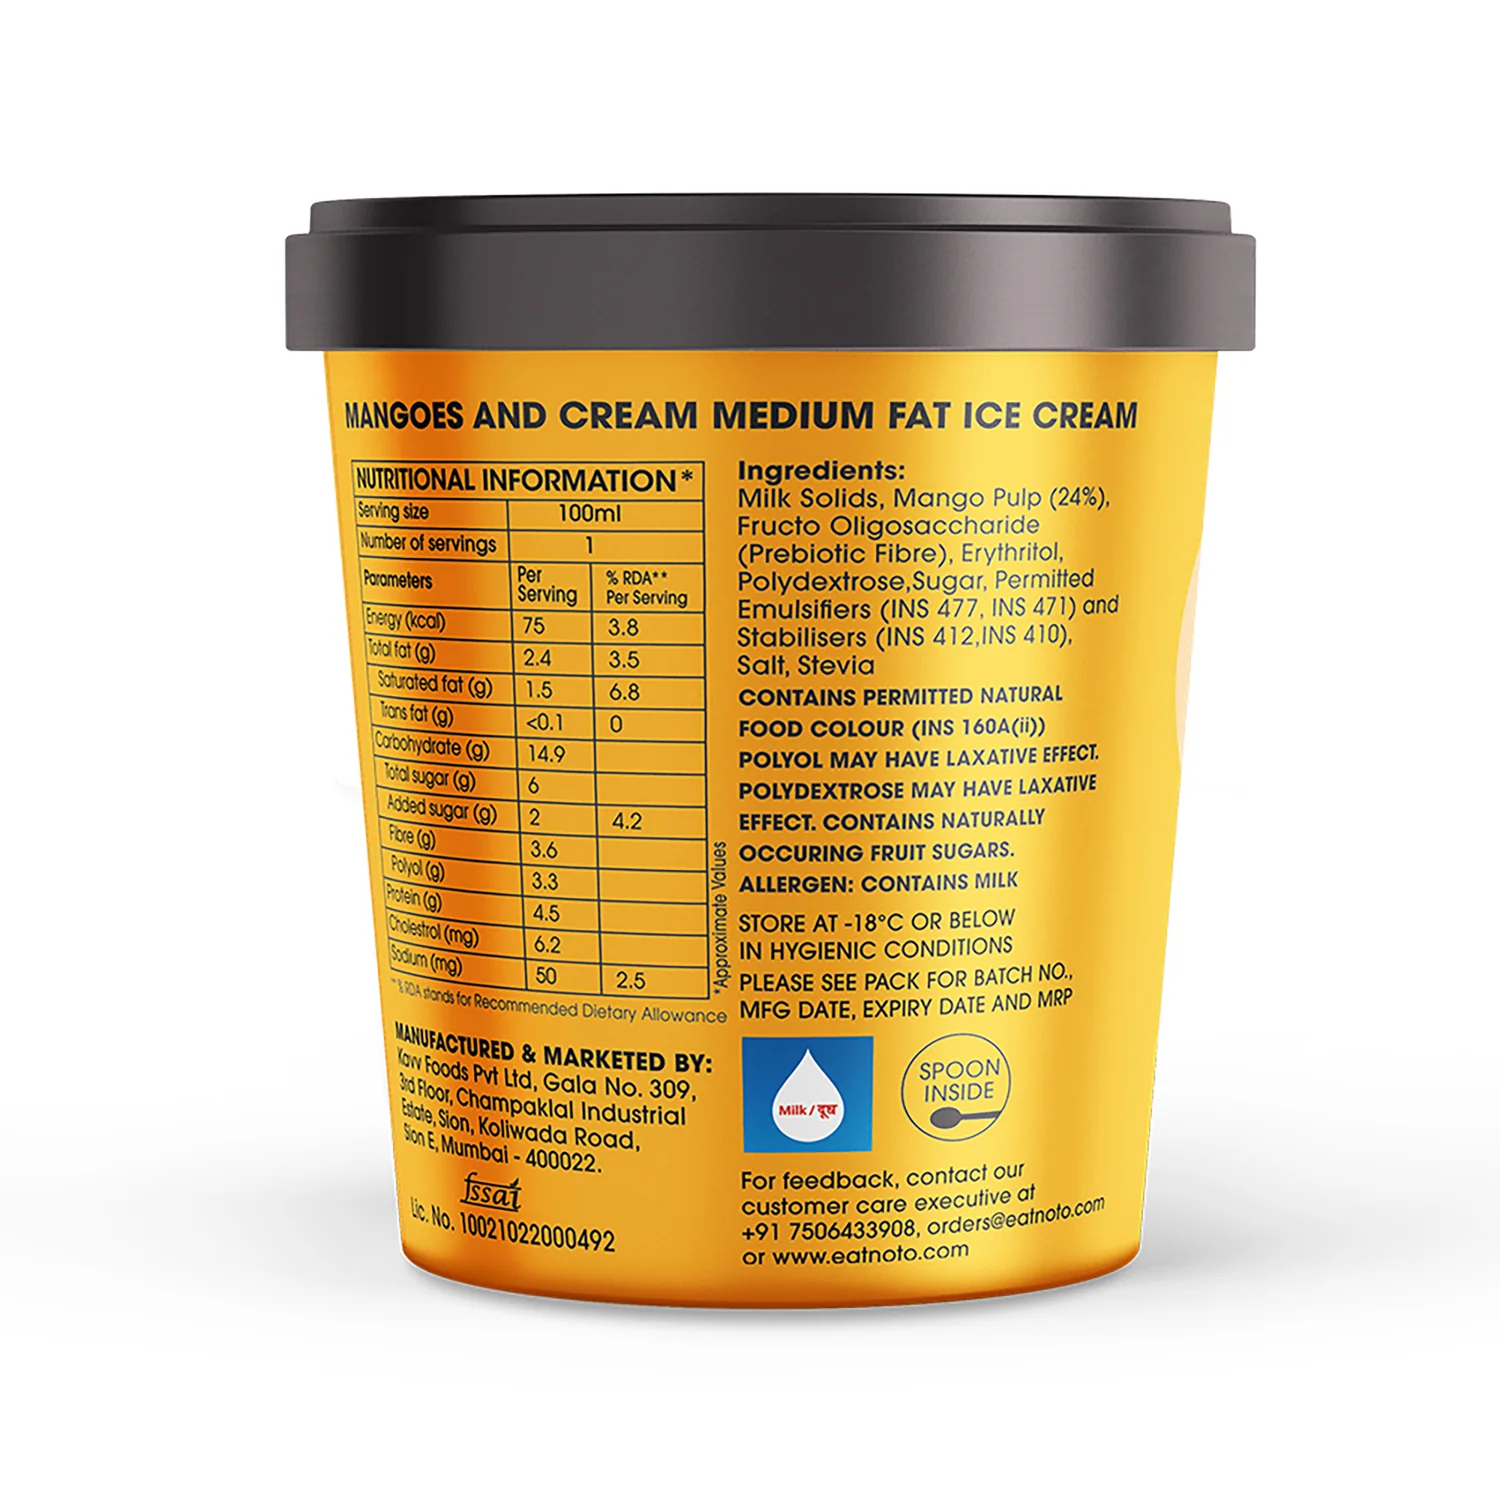 MANGOES AND CREAM MEDIUM FAT ICE CREAM
NUTRITIONAL INFORMATION*
Serving size 100ml
Number of servings 1
Parameters Per Serving % RDA** Per Serving
Energy (kcal) 75 3.8
Total fat (g) 2.4 3.5
Saturated fat (g) 1.5 6.8
Trans fat (g) <0.1 0
Carbohydrate (g) 14.9
Total sugar (g) 6
Added sugar (g) 2 4.2
Fibre (g) 3.6
Polyol (g) 3.3
Protein (g) 4.5
Cholestrol (mg) 6.2
Sodium (mg) 50 2.5
*Approximate Values
**% RDA stands for Recommended Dietary Allowance
MANUFACTURED & MARKETED BY:
Kavv Foods Pvt Ltd, Gala No. 309,
3rd Floor, Champaklal Industrial
Estate, Sion, Koliwada Road,
Sion E, Mumbai - 400022.
fssai
Lic. No. 10021022000492
Ingredients:
Milk Solids, Mango Pulp (24%),
Fructo Oligosaccharide
(Prebiotic Fibre), Erythritol,
Polydextrose,Sugar, Permitted
Emulsifiers (INS 477, INS 471) and
Stabilisers (INS 412,INS 410),
Salt, Stevia
CONTAINS PERMITTED NATURAL
FOOD COLOUR (INS 160A(ii))
POLYOL MAY HAVE LAXATIVE EFFECT.
POLYDEXTROSE MAY HAVE LAXATIVE
EFFECT. CONTAINS NATURALLY
OCCURING FRUIT SUGARS.
ALLERGEN: CONTAINS MILK
STORE AT -18°C OR BELOW
IN HYGIENIC CONDITIONS
PLEASE SEE PACK FOR BATCH NO.,
MFG DATE, EXPIRY DATE AND MRP
Milk / दूध
SPOON
INSIDE
For feedback, contact our
customer care executive at
+91 7506433908, orders@eatnoto.com
or www.eatnoto.com